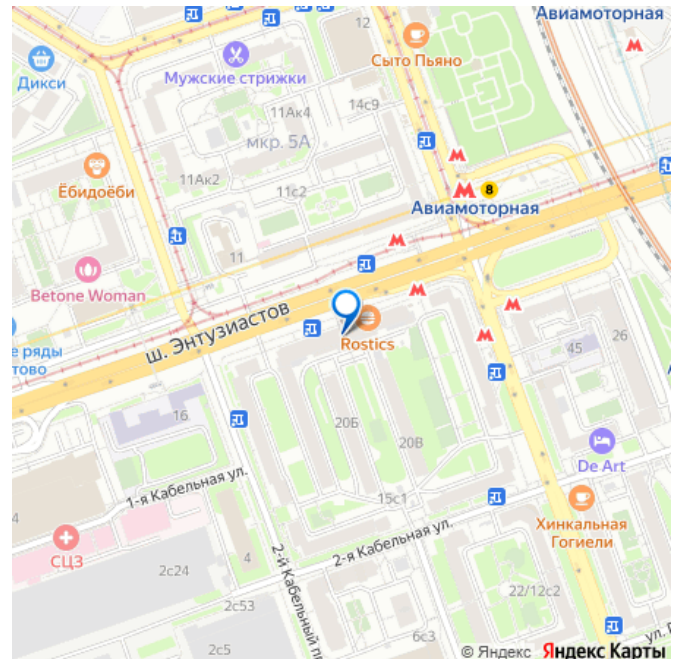 Авиамоторная
12
Сыто Пьяно
Дикси
Мужские стрижки
11Ак4
14с9
мкр. 5А
Ёбидоёби
11Ак2
11с2
8
Авиамоторная
11
Betone Woman
ш. Энтузиастов
Rostics
е ряды
тово
26
45
16
20Б
20В
De Art
1-я Кабельная ул.
15с1
4
СЦЗ
2-я Кабельная ул.
Хинкальная
Гогиели
4
2с24
2-й Кабельный п
22/12с2
2с53
6с3
ул.
2с5
© Яндекс Яндекс Карты